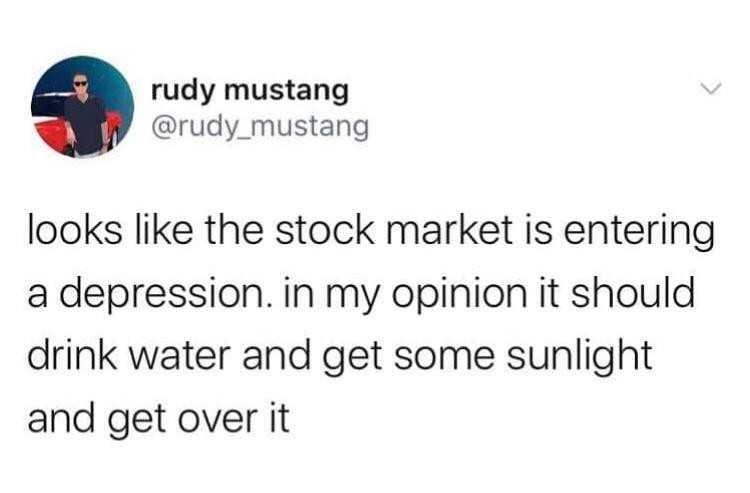 rudy mustang
@rudy_mustang
looks like the stock market is entering
a depression. in my opinion it should
drink water and get some sunlight
and get over it